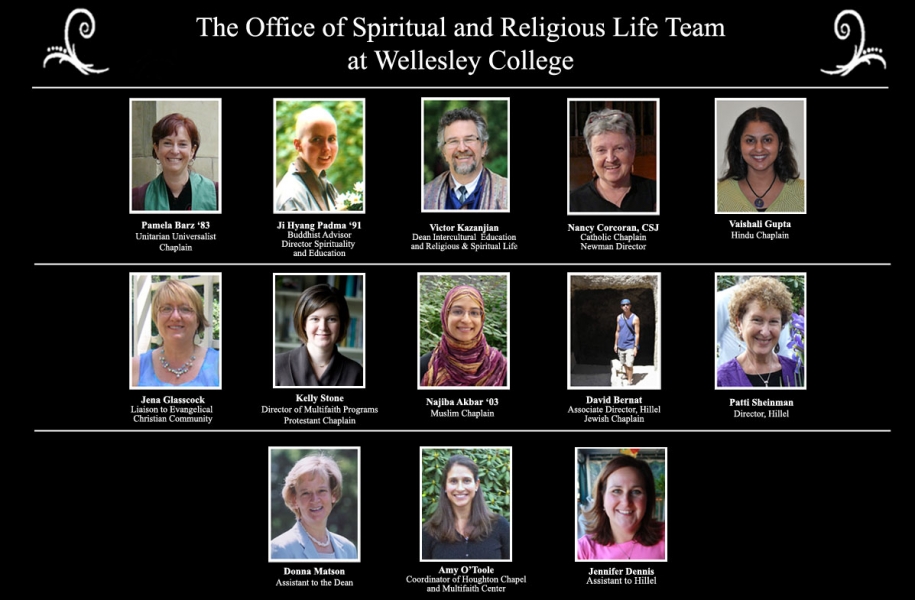 The Office of Spiritual and Religious Life Team
at Wellesley College
Pamela Barz ‘83
Unitarian Universalist
Chaplain
Ji Hyang Padma ‘91
Buddhist Advisor
Director Spirituality
and Education
Victor Kazanjian
Dean Intercultural Education
and Religious & Spiritual Life
Nancy Corcoran, CSJ
Catholic Chaplain
Newman Director
Vaishali Gupta
Hindu Chaplain
Jena Glasscock
Liaison to Evangelical
Christian Community
Kelly Stone
Director of Multifaith Programs
Protestant Chaplain
Najiba Akbar ‘03
Muslim Chaplain
David Bernat
Associate Director, Hillel
Jewish Chaplain
Patti Sheinman
Director, Hillel
Donna Matson
Assistant to the Dean
Amy O’Toole
Coordinator of Houghton Chapel
and Multifaith Center
Jennifer Dennis
Assistant to Hillel